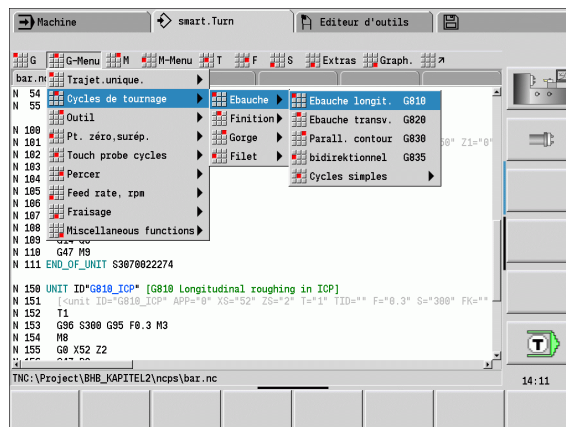 Machine
smart.Turn
Editeur d'outils
G G-Menu M M-Menu T F S Extras Graph.
bar.n
Trajet.unique.
N 54 Cycles de tournage Ebauche Ebauche longit. G810
N 55 Outil Finition Ebauche transv. G820
N 100 Pt. zéro,surép. Gorge Parall. contour G830
N 101 Z1="0"
N 102 Touch probe cycles Filet bidirektionnel G835
N 103 Percer Cycles simples
N 104
N 105 Feed rate, rpm
N 106
N 107 Fraisage
N 108 Miscellaneous functions
N 109
N 110 G47 M9
N 111 END_OF_UNIT S3070022274
N 150 UNIT ID"G810_ICP" [G810 Longitudinal roughing in ICP]
N 151 [<unit ID="G810_ICP" APP="0" XS="52" ZS="2" T="1" TID="" F="0.3" S="300" FK=""
N 152 T1
N 153 G96 S300 G95 F0.3 M3
N 154 M8
N 155 G0 X52 Z2
TNC:\Project\BHB_KAPITEL2\ncps\bar.nc
T
14:11